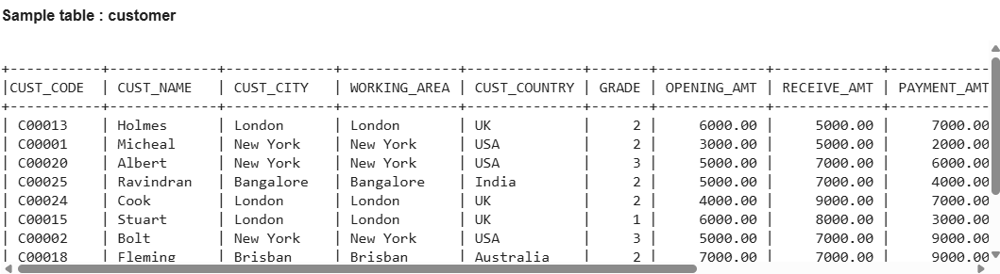 Sample table : customer
+-----------+-------------+------------+--------------+--------------+-------+-------------+-------------+-----------
|CUST_CODE | CUST_NAME | CUST_CITY | WORKING_AREA | CUST_COUNTRY | GRADE | OPENING_AMT | RECEIVE_AMT | PAYMENT_AMT
+-----------+-------------+------------+--------------+--------------+-------+-------------+-------------+-----------
| C00013 | Holmes | London | London | UK | 2 | 6000.00 | 5000.00 | 7000.00
| C00001 | Micheal | New York | New York | USA | 2 | 3000.00 | 5000.00 | 2000.00
| C00020 | Albert | New York | New York | USA | 3 | 5000.00 | 7000.00 | 6000.00
| C00025 | Ravindran | Bangalore | Bangalore | India | 2 | 5000.00 | 7000.00 | 4000.00
| C00024 | Cook | London | London | UK | 2 | 4000.00 | 9000.00 | 7000.00
| C00015 | Stuart | London | London | UK | 1 | 6000.00 | 8000.00 | 3000.00
| C00002 | Bolt | New York | New York | USA | 3 | 5000.00 | 7000.00 | 9000.00
| C00018 | Fleming | Brisban | Brisban | Australia | 2 | 7000.00 | 7000.00 | 9000.00